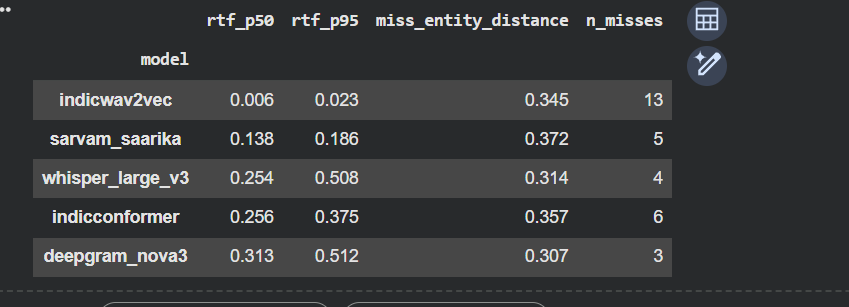 rtf_p50 rtf_p95 miss_entity_distance n_misses
model
indicwav2vec 0.006 0.023 0.345 13
sarvam_saarika 0.138 0.186 0.372 5
whisper_large_v3 0.254 0.508 0.314 4
indicconformer 0.256 0.375 0.357 6
deepgram_nova3 0.313 0.512 0.307 3